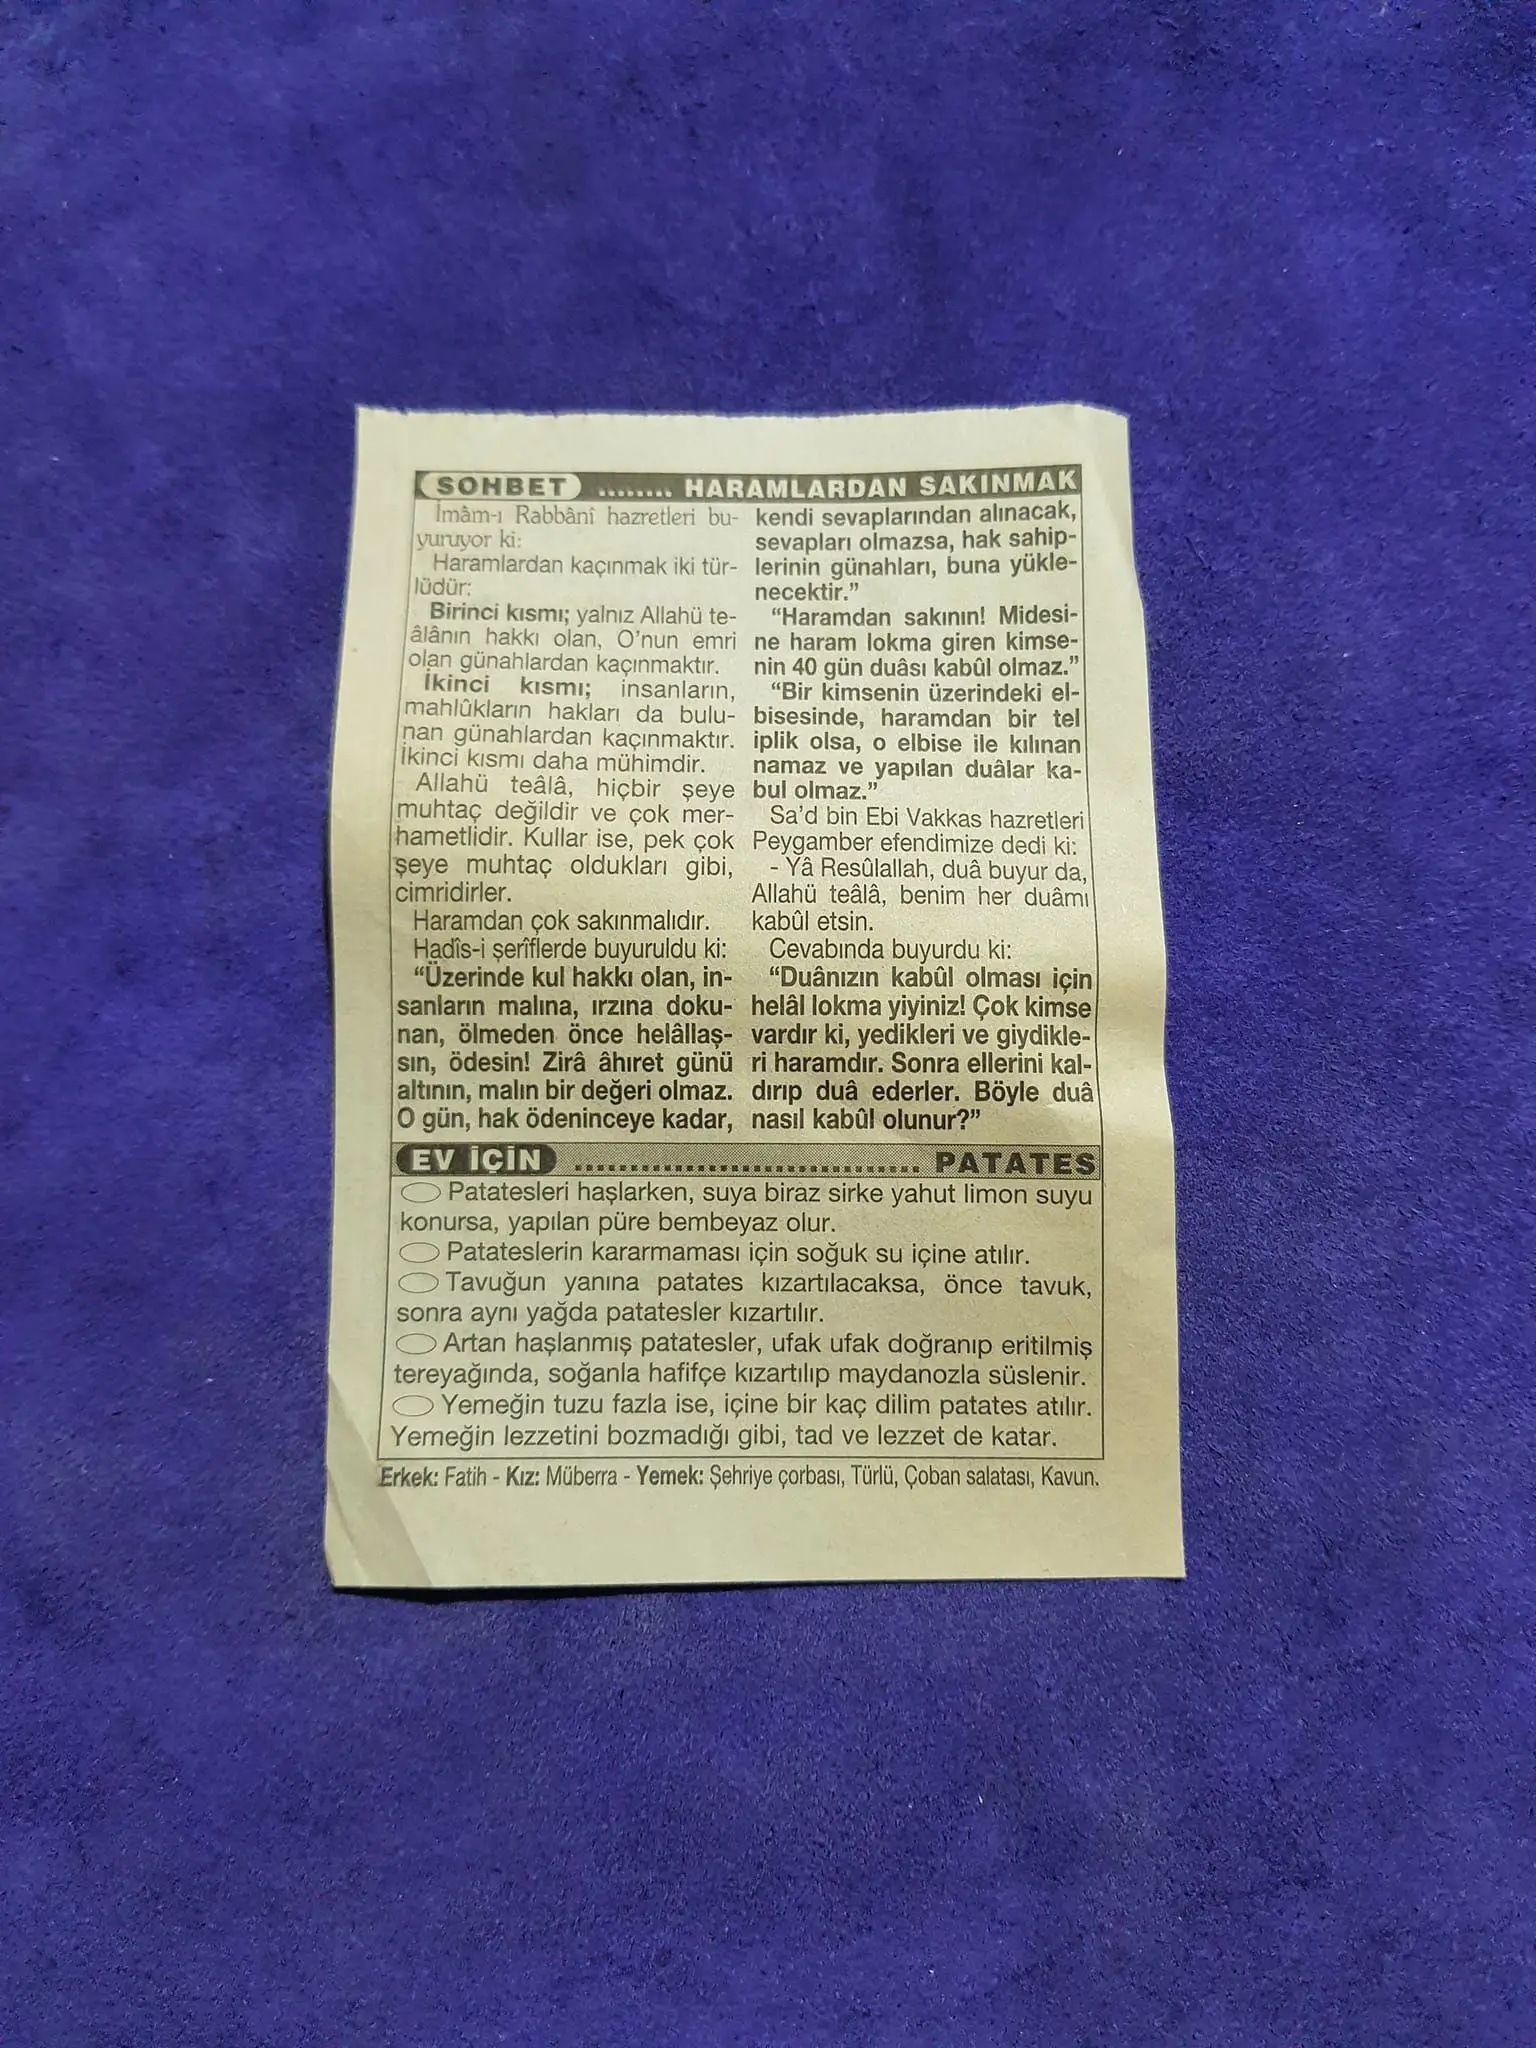 SOHBET ........ HARAMLARDAN SAKINMAK
İmâm-ı Rabbânî hazretleri bu-
yuruyor ki:
Haramlardan kaçınmak iki tür-
lüdür:
Birinci kısmı; yalnız Allahü te-
âlânın hakkı olan, O'nun emri
olan günahlardan kaçınmaktır.
İkinci kısmı; insanların,
mahlûkların hakları da bulu-
nan günahlardan kaçınmaktır.
İkinci kısmı daha mühimdir.
Allahü teâlâ, hiçbir şeye
muhtaç değildir ve çok mer-
hametlidir. Kullar ise, pek çok
şeye muhtaç oldukları gibi,
cimridirler.
Haramdan çok sakınmalıdır.
Hadîs-i şerîflerde buyuruldu ki:
“Üzerinde kul hakkı olan, in-
sanların malına, ırzına doku-
nan, ölmeden önce helâllaş-
sın, ödesin! Zirâ âhıret günü
altının, malın bir değeri olmaz.
O gün, hak ödeninceye kadar,
kendi sevaplarından alınacak,
sevapları olmazsa, hak sahip-
lerinin günahları, buna yükle-
necektir.”
“Haramdan sakının! Midesi-
ne haram lokma giren kimse-
nin 40 gün duâsı kabûl olmaz.”
“Bir kimsenin üzerindeki el-
bisesinde, haramdan bir tel
iplik olsa, o elbise ile kılınan
namaz ve yapılan duâlar ka-
bul olmaz.”
Sa'd bin Ebi Vakkas hazretleri
Peygamber efendimize dedi ki:
- Yâ Resûlallah, duâ buyur da,
Allahü teâlâ, benim her duâmı
kabûl etsin.
Cevabında buyurdu ki:
“Duânızın kabûl olması için
helâl lokma yiyiniz! Çok kimse
vardır ki, yedikleri ve giydikle-
ri haramdır. Sonra ellerini kal-
dırıp duâ ederler. Böyle duâ
nasıl kabûl olunur?”
EV İÇİN ................................ PATATES
Patatesleri haşlarken, suya biraz sirke yahut limon suyu
konursa, yapılan püre bembeyaz olur.
Patateslerin kararmaması için soğuk su içine atılır.
Tavuğun yanına patates kızartılacaksa, önce tavuk,
sonra aynı yağda patatesler kızartılır.
Artan haşlanmış patatesler, ufak ufak doğranıp eritilmiş
tereyağında, soğanla hafifçe kızartılıp maydanozla süslenir.
Yemeğin tuzu fazla ise, içine bir kaç dilim patates atılır.
Yemeğin lezzetini bozmadığı gibi, tad ve lezzet de katar.
Erkek: Fatih - Kız: Müberra - Yemek: Şehriye çorbası, Türlü, Çoban salatası, Kavun.